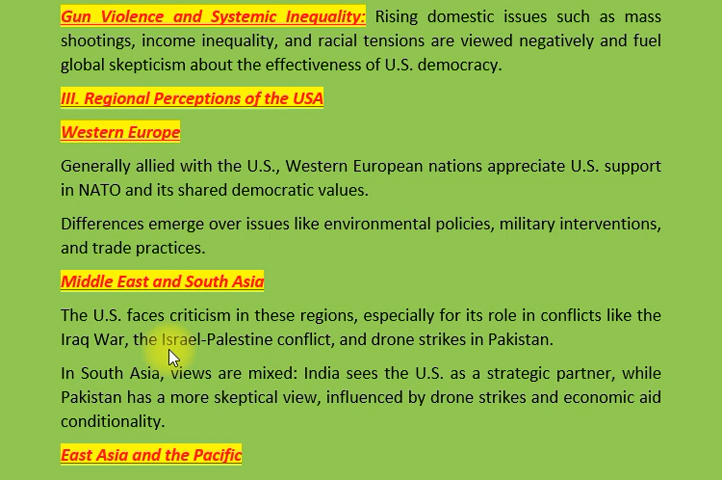 Gun Violence and Systemic Inequality: Rising domestic issues such as mass
shootings, income inequality, and racial tensions are viewed negatively and fuel
global skepticism about the effectiveness of U.S. democracy.
III. Regional Perceptions of the USA
Western Europe
Generally allied with the U.S., Western European nations appreciate U.S. support
in NATO and its shared democratic values.
Differences emerge over issues like environmental policies, military interventions,
and trade practices.
Middle East and South Asia
The U.S. faces criticism in these regions, especially for its role in conflicts like the
Iraq War, the Israel-Palestine conflict, and drone strikes in Pakistan.
In South Asia, views are mixed: India sees the U.S. as a strategic partner, while
Pakistan has a more skeptical view, influenced by drone strikes and economic aid
conditionality.
East Asia and the Pacific